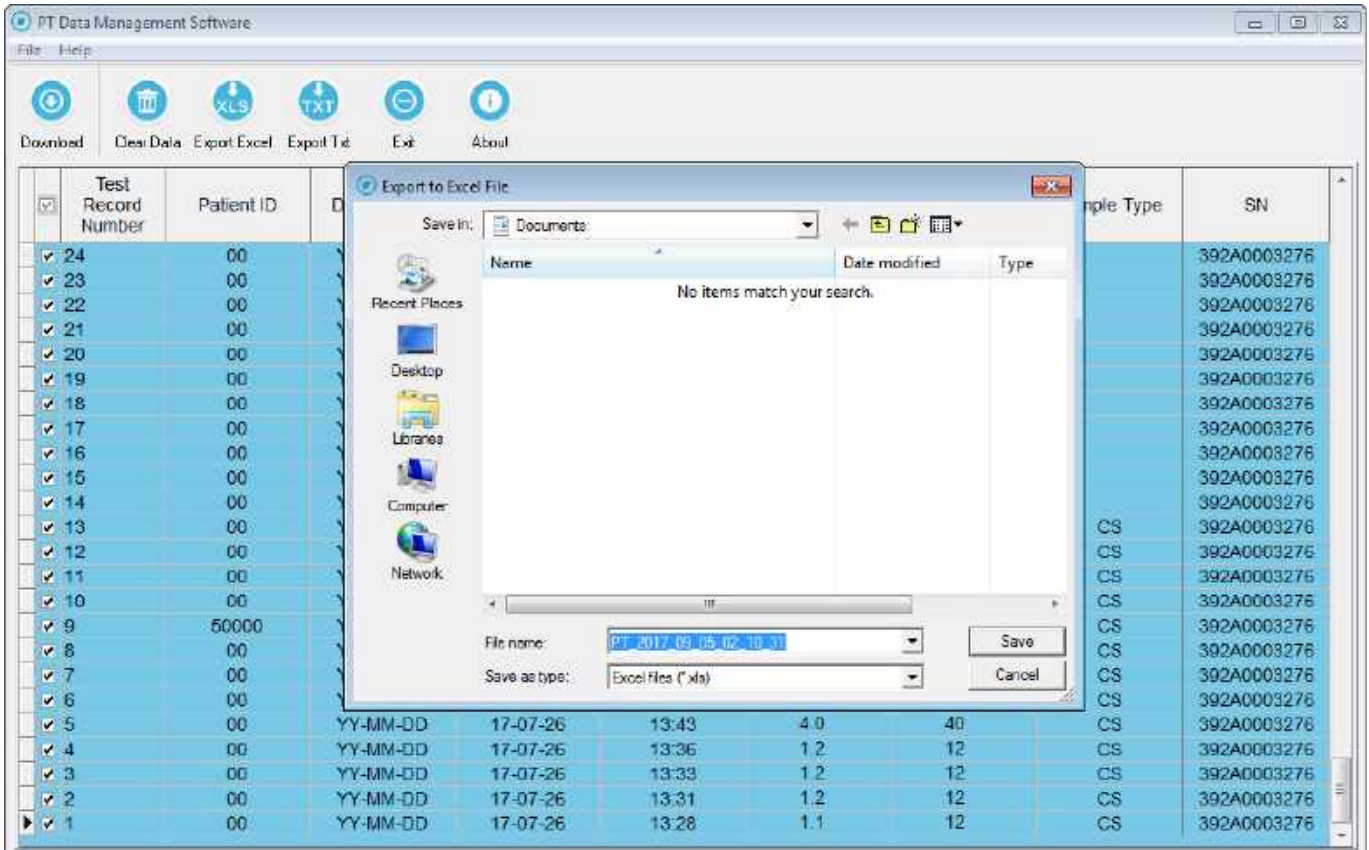 PT Data Management Software
File Help
Download Clear Data Export Excel Export Txt Exit About
XLS TXT
Export to Excel File
Save in: Documents
Name Date modified Type
No items match your search.
Recent Places
Desktop
Libraries
Computer
Network
File name: PT_2017_09_05_02_10_31 Save
Save as type: Excel files (*.xls) Cancel
Test Record Number Patient ID D mple Type SN
24 00 392A0003276
23 00 392A0003276
22 00 392A0003276
21 00 392A0003276
20 00 392A0003276
19 00 392A0003276
18 00 392A0003276
17 00 392A0003276
16 00 392A0003276
15 00 392A0003276
14 00 392A0003276
13 00 CS 392A0003276
12 00 CS 392A0003276
11 00 CS 392A0003276
10 00 CS 392A0003276
9 50000 CS 392A0003276
8 00 CS 392A0003276
7 00 CS 392A0003276
6 00 CS 392A0003276
5 00 YY-MM-DD 17-07-26 13:43 4.0 40 CS 392A0003276
4 00 YY-MM-DD 17-07-26 13:36 1.2 12 CS 392A0003276
3 00 YY-MM-DD 17-07-26 13:33 1.2 12 CS 392A0003276
2 00 YY-MM-DD 17-07-26 13:31 1.2 12 CS 392A0003276
1 00 YY-MM-DD 17-07-26 13:28 1.1 12 CS 392A0003276